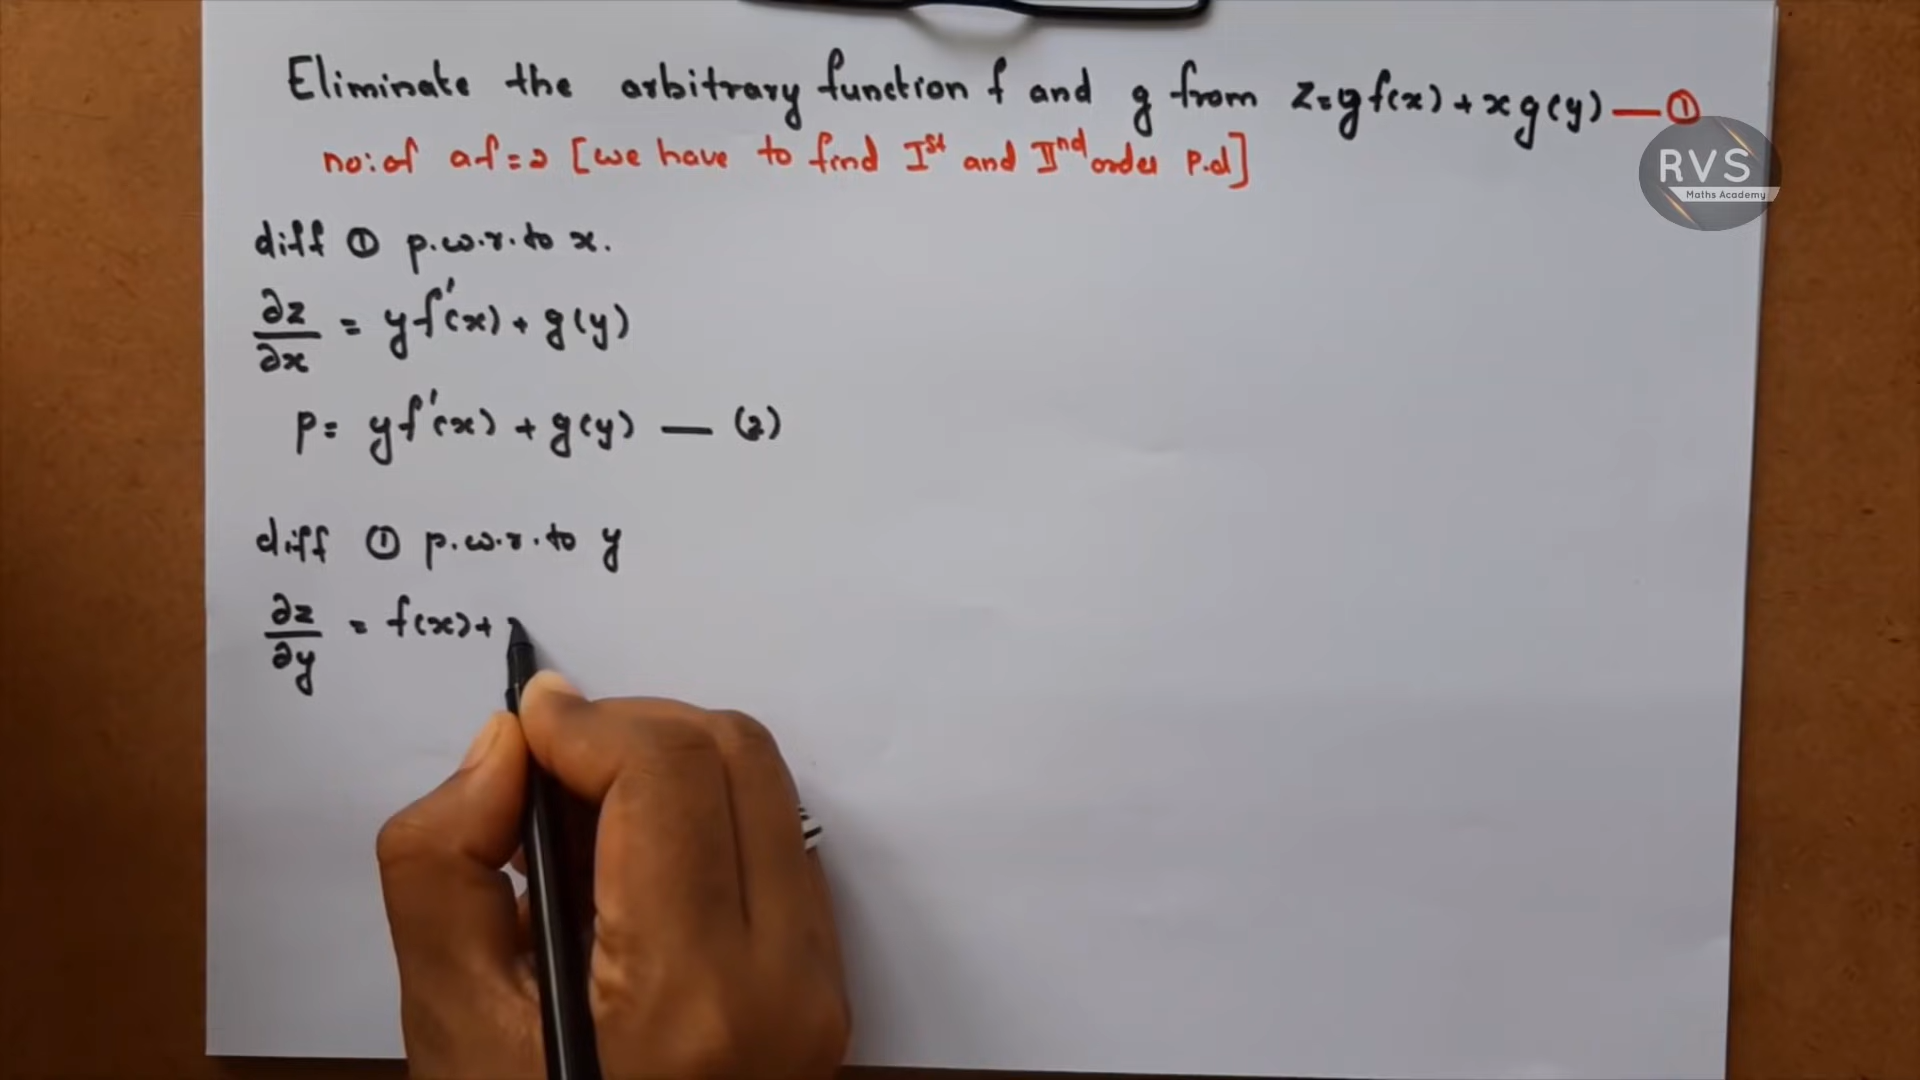 Eliminate the arbitrary function f and g from z=yf(x)+xg(y) — ①
no:of a.f=2 [we have to find Iˢᵗ and IIⁿᵈ order p.d]
RVS
Maths Academy
diff ① p.w.r.to x.
∂z/∂x = yf'(x)+g(y)
P= yf'(x)+g(y) — (2)
diff ① p.w.r.to y
∂z/∂y = f(x)+